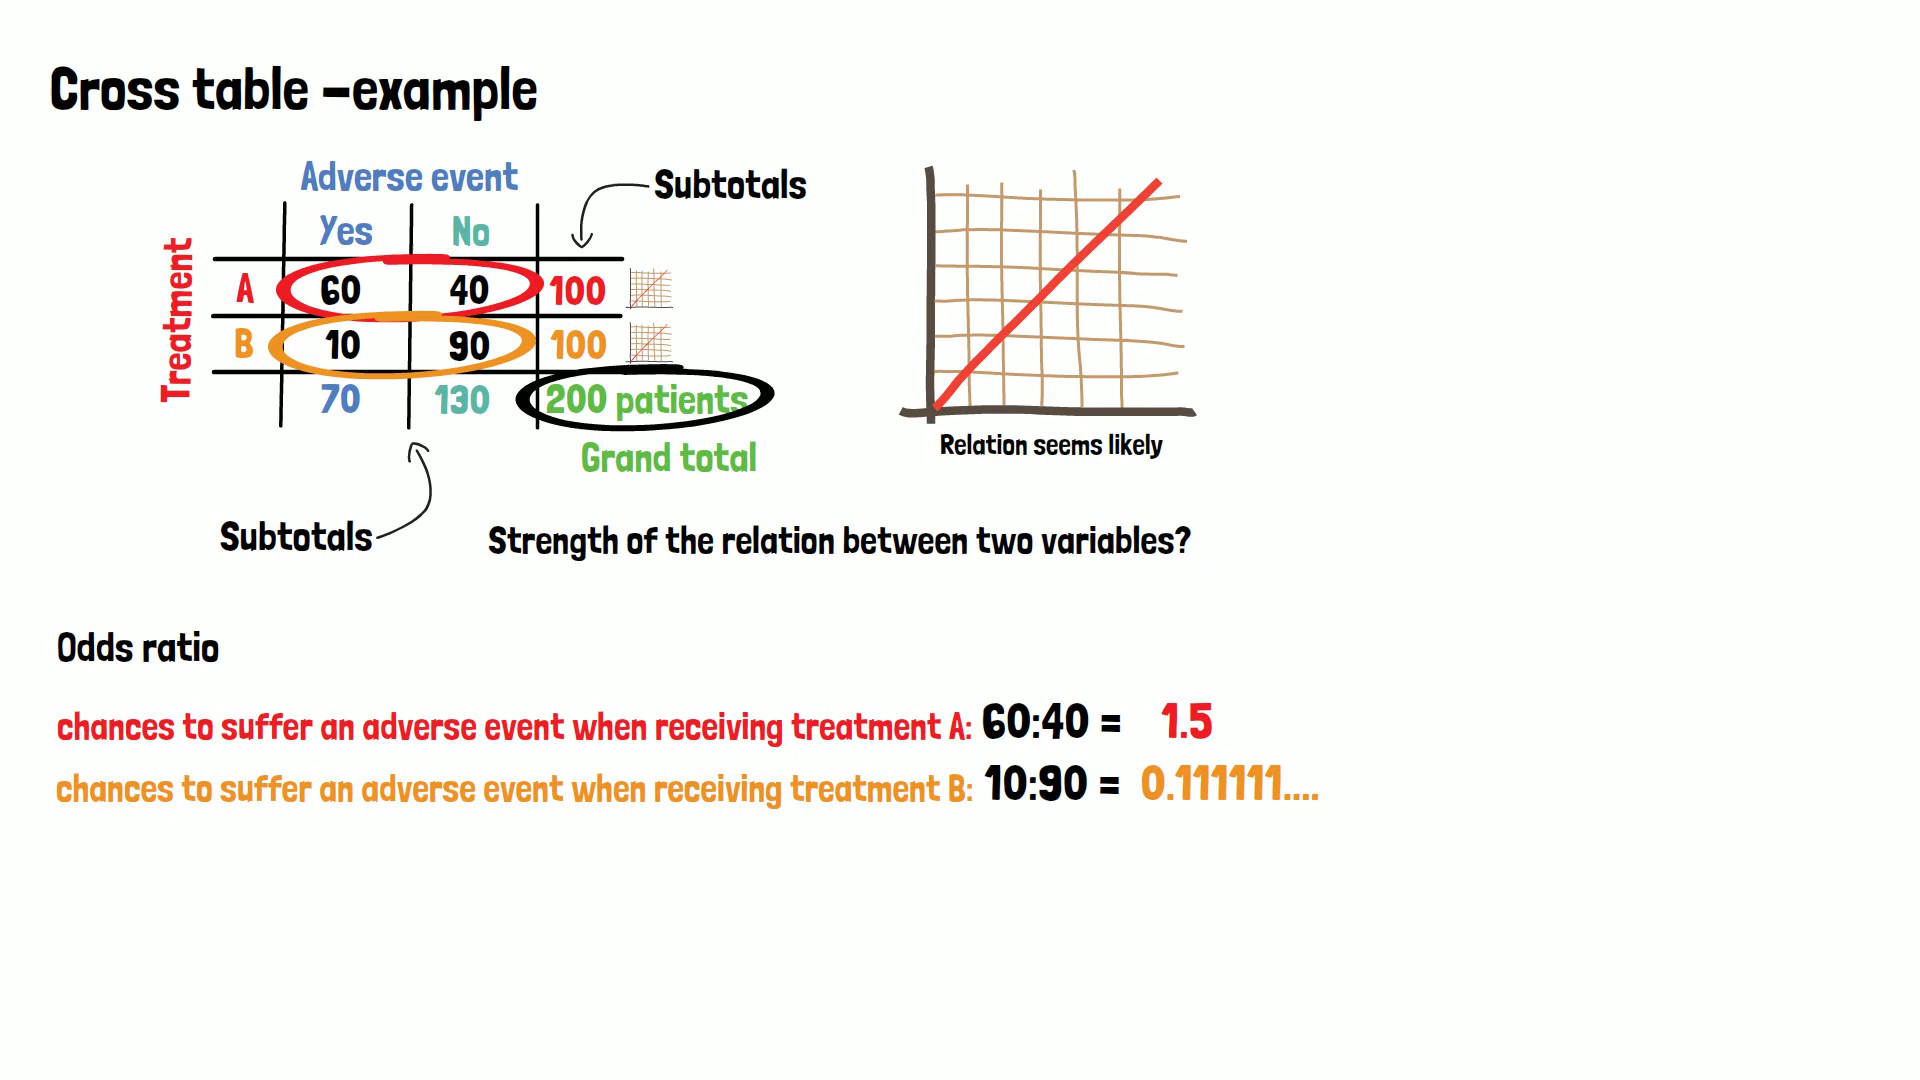 Cross table –example
Adverse event
Subtotals
Yes No
Treatment
A 60 40 100
B 10 90 100
70 130 200 patients
Grand total
Relation seems likely
Subtotals
Strength of the relation between two variables?
Odds ratio
chances to suffer an adverse event when receiving treatment A: 60:40 = 1.5
chances to suffer an adverse event when receiving treatment B: 10:90 = 0.111111....